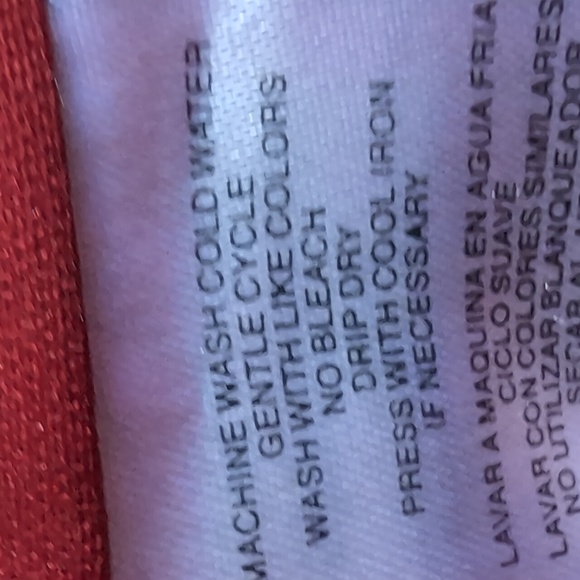 MACHINE WASH COLD WATER
GENTLE CYCLE
WASH WITH LIKE COLORS
NO BLEACH
DRIP DRY
PRESS WITH COOL IRON
IF NECESSARY
LAVAR A MAQUINA EN AGUA FRIA
CICLO SUAVE
LAVAR CON COLORES SIMILARES
NO UTILIZAR BLANQUEADOR